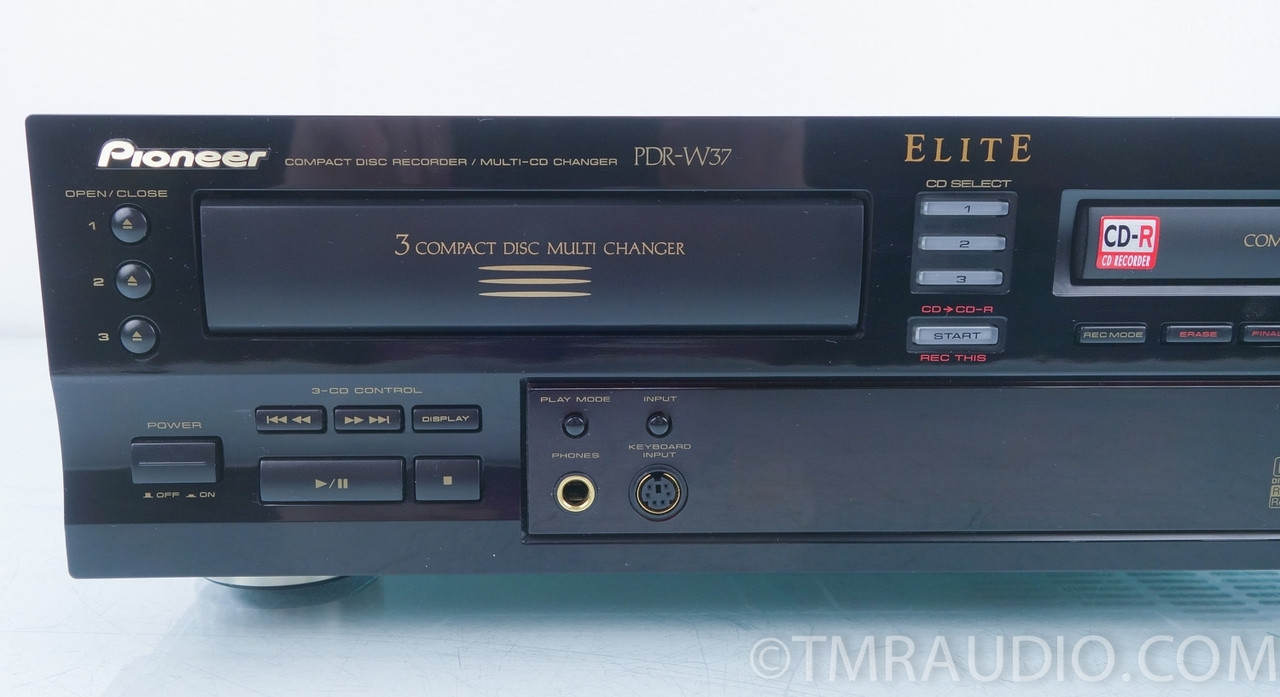 Pioneer COMPACT DISC RECORDER / MULTI-CD CHANGER PDR-W37
ELITE
OPEN/CLOSE
1
2
3
3 COMPACT DISC MULTI CHANGER
CD SELECT
1
2
3
CD→CD-R
START
REC THIS
CD-R
CD RECORDER
REC MODE
ERASE
3-CD CONTROL
DISPLAY
POWER
OFF ON
PLAY MODE
INPUT
PHONES
KEYBOARD
INPUT
©TMRAUDIO.COM